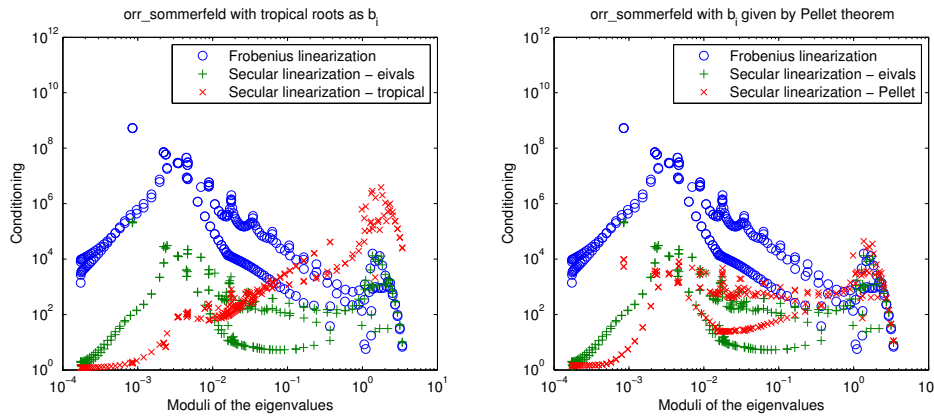 orr_sommerfeld with tropical roots as b_i
Conditioning
10^12
10^10
10^8
10^6
10^4
10^2
10^0
Frobenius linearization
Secular linearization − eivals
Secular linearization − tropical
10^−4
10^−3
10^−2
10^−1
10^0
10^1
Moduli of the eigenvalues
orr_sommerfeld with b_i given by Pellet theorem
Conditioning
10^12
10^10
10^8
10^6
10^4
10^2
10^0
Frobenius linearization
Secular linearization − eivals
Secular linearization − Pellet
10^−4
10^−3
10^−2
10^−1
10^0
10^1
Moduli of the eigenvalues